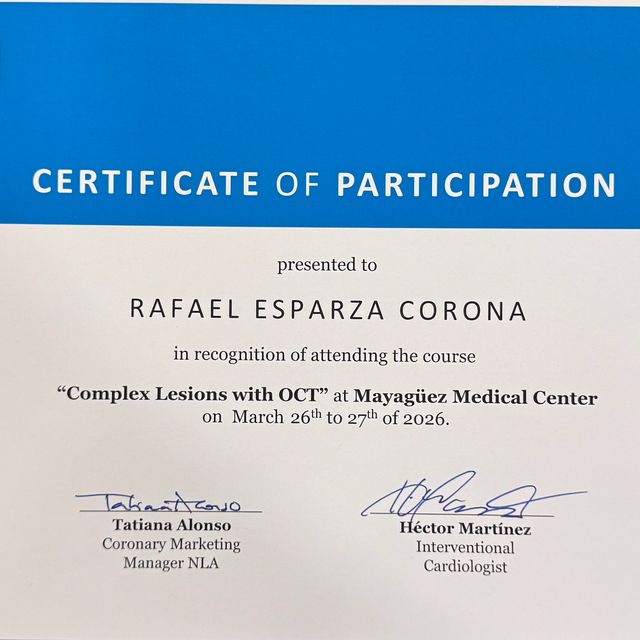 CERTIFICATE OF PARTICIPATION
presented to
RAFAEL ESPARZA CORONA
in recognition of attending the course
“Complex Lesions with OCT” at Mayagüez Medical Center
on March 26th to 27th of 2026.
Tatiana Alonso
Coronary Marketing
Manager NLA
Héctor Martínez
Interventional
Cardiologist